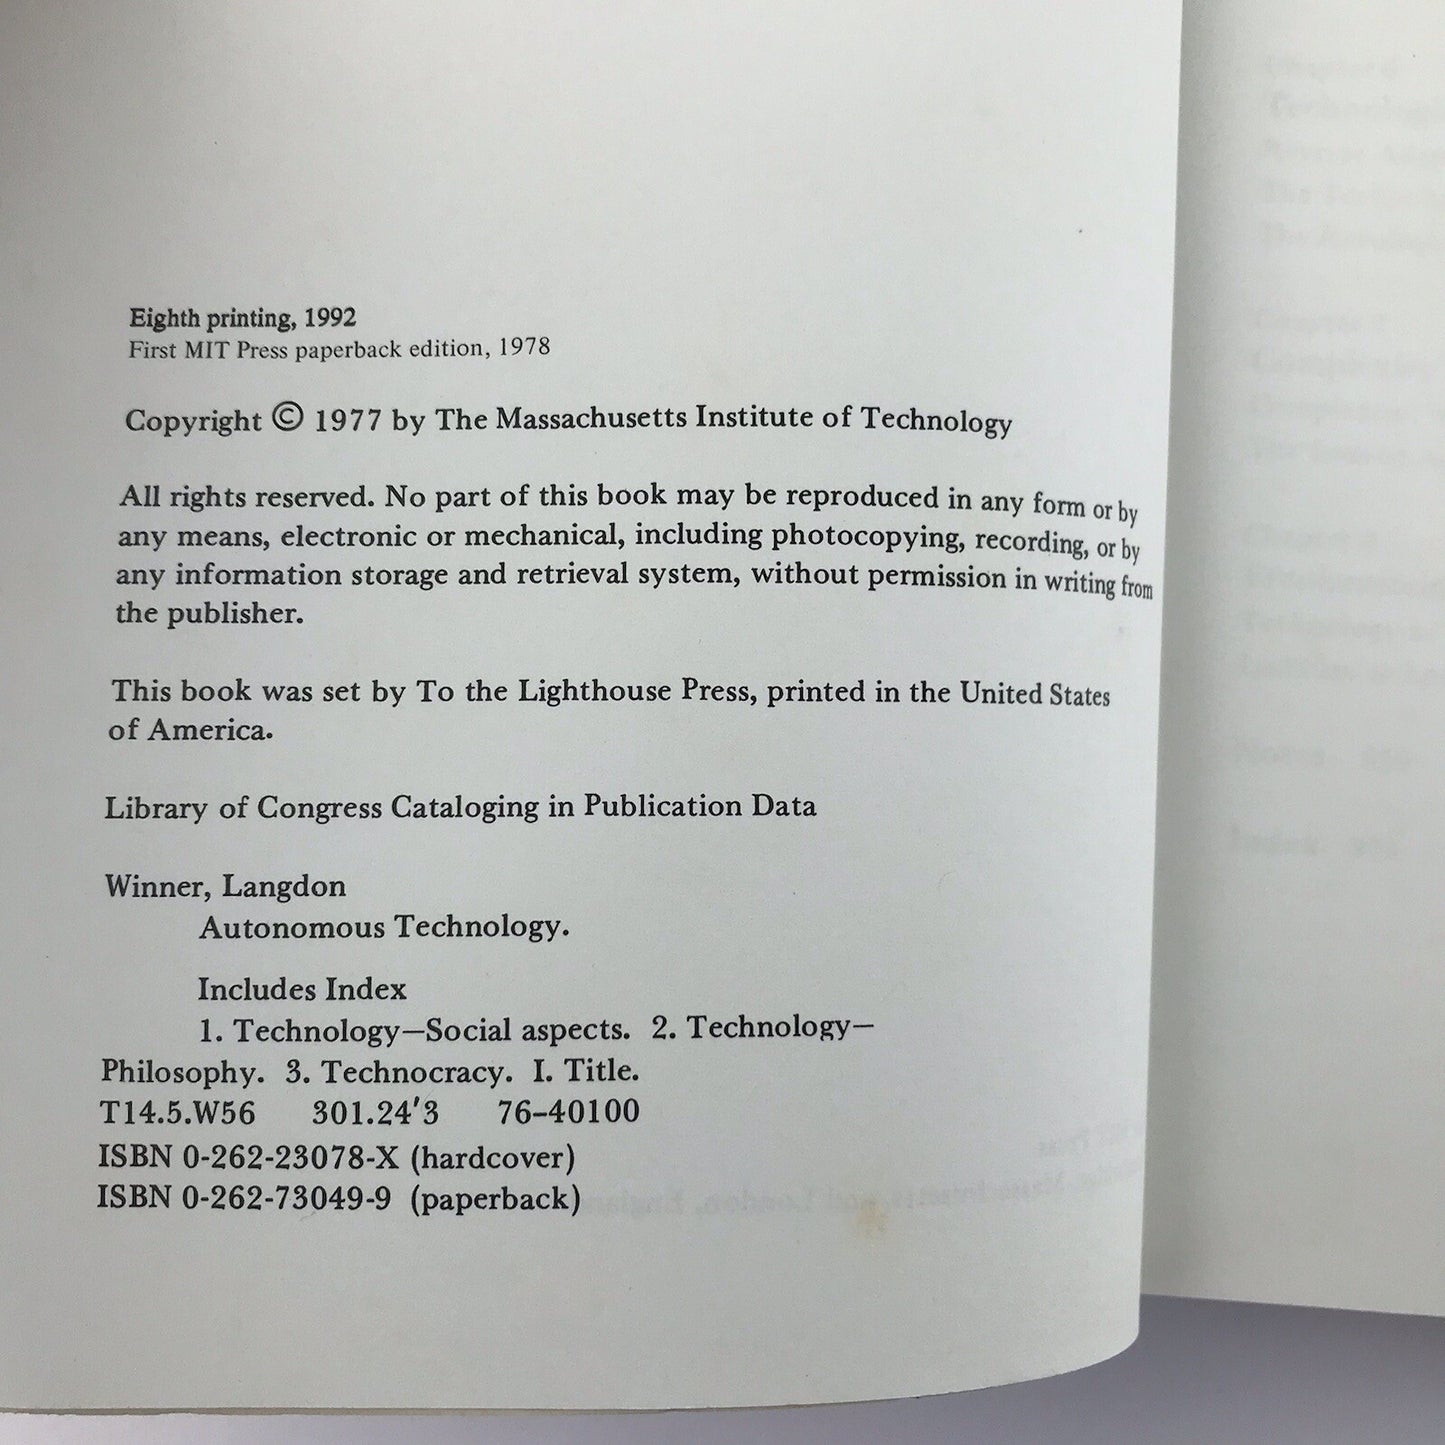 Eighth printing, 1992
First MIT Press paperback edition, 1978
Copyright © 1977 by The Massachusetts Institute of Technology
All rights reserved. No part of this book may be reproduced in any form or by
any means, electronic or mechanical, including photocopying, recording, or by
any information storage and retrieval system, without permission in writing from
the publisher.
This book was set by To the Lighthouse Press, printed in the United States
of America.
Library of Congress Cataloging in Publication Data
Winner, Langdon
Autonomous Technology.
Includes Index
1. Technology—Social aspects. 2. Technology—
Philosophy. 3. Technocracy. I. Title.
T14.5.W56 301.24'3 76-40100
ISBN 0-262-23078-X (hardcover)
ISBN 0-262-73049-9 (paperback)